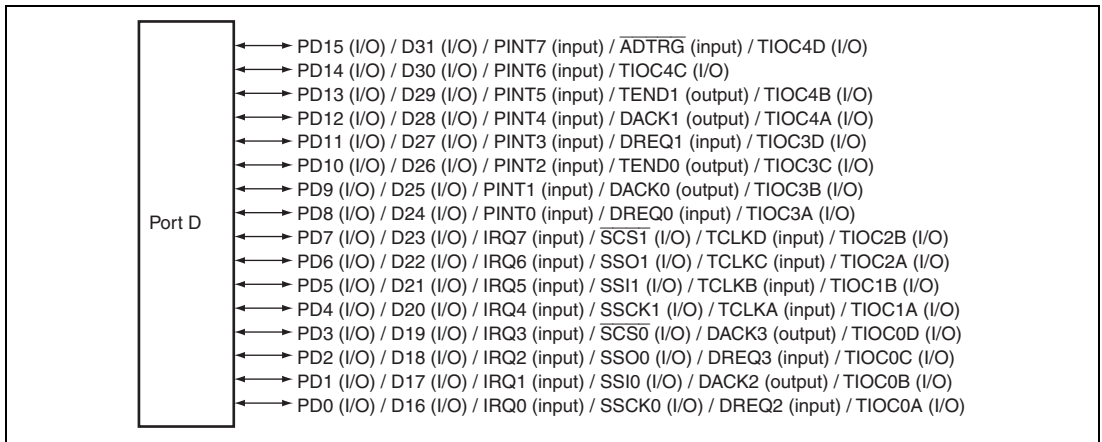 PD15 (I/O) / D31 (I/O) / PINT7 (input) / ADTRG (input) / TIOC4D (I/O)
PD14 (I/O) / D30 (I/O) / PINT6 (input) / TIOC4C (I/O)
PD13 (I/O) / D29 (I/O) / PINT5 (input) / TEND1 (output) / TIOC4B (I/O)
PD12 (I/O) / D28 (I/O) / PINT4 (input) / DACK1 (output) / TIOC4A (I/O)
PD11 (I/O) / D27 (I/O) / PINT3 (input) / DREQ1 (input) / TIOC3D (I/O)
PD10 (I/O) / D26 (I/O) / PINT2 (input) / TEND0 (output) / TIOC3C (I/O)
PD9 (I/O) / D25 (I/O) / PINT1 (input) / DACK0 (output) / TIOC3B (I/O)
PD8 (I/O) / D24 (I/O) / PINT0 (input) / DREQ0 (input) / TIOC3A (I/O)
Port D
PD7 (I/O) / D23 (I/O) / IRQ7 (input) / SCS1 (I/O) / TCLKD (input) / TIOC2B (I/O)
PD6 (I/O) / D22 (I/O) / IRQ6 (input) / SSO1 (I/O) / TCLKC (input) / TIOC2A (I/O)
PD5 (I/O) / D21 (I/O) / IRQ5 (input) / SSI1 (I/O) / TCLKB (input) / TIOC1B (I/O)
PD4 (I/O) / D20 (I/O) / IRQ4 (input) / SSCK1 (I/O) / TCLKA (input) / TIOC1A (I/O)
PD3 (I/O) / D19 (I/O) / IRQ3 (input) / SCS0 (I/O) / DACK3 (output) / TIOC0D (I/O)
PD2 (I/O) / D18 (I/O) / IRQ2 (input) / SSO0 (I/O) / DREQ3 (input) / TIOC0C (I/O)
PD1 (I/O) / D17 (I/O) / IRQ1 (input) / SSI0 (I/O) / DACK2 (output) / TIOC0B (I/O)
PD0 (I/O) / D16 (I/O) / IRQ0 (input) / SSCK0 (I/O) / DREQ2 (input) / TIOC0A (I/O)